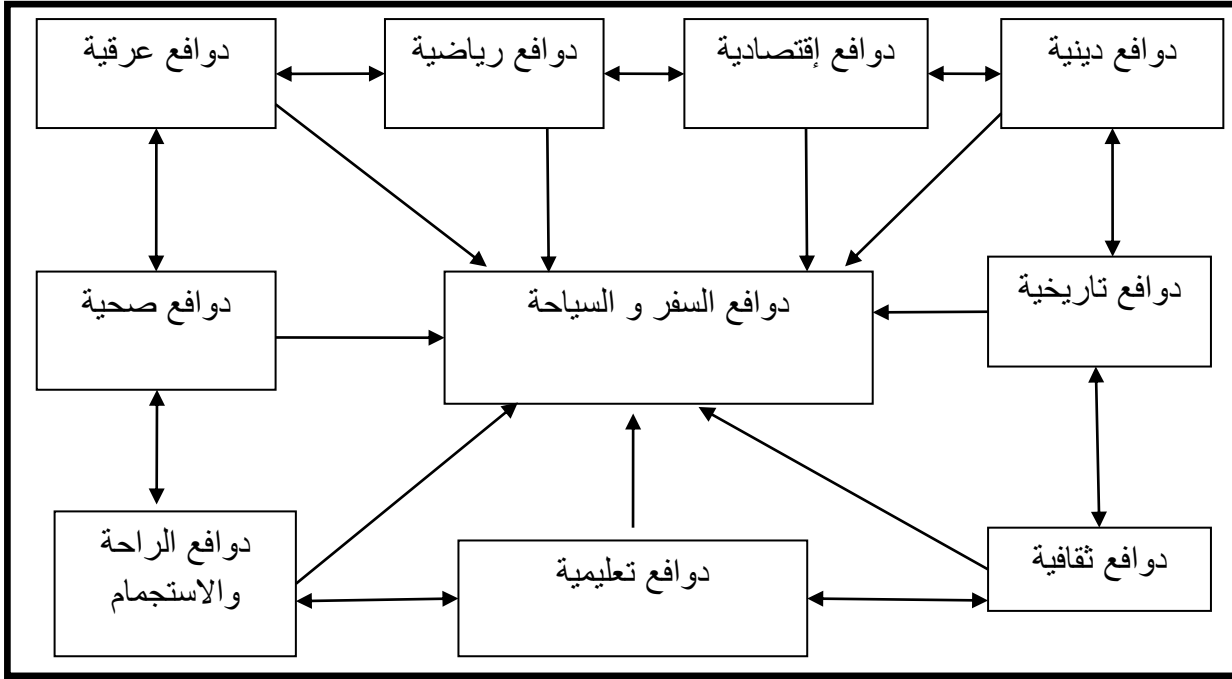 دوافع دينية
دوافع إقتصادية
دوافع رياضية
دوافع عرقية
دوافع تاريخية
دوافع السفر و السياحة
دوافع صحية
دوافع ثقافية
دوافع تعليمية
دوافع الراحة
والاستجمام